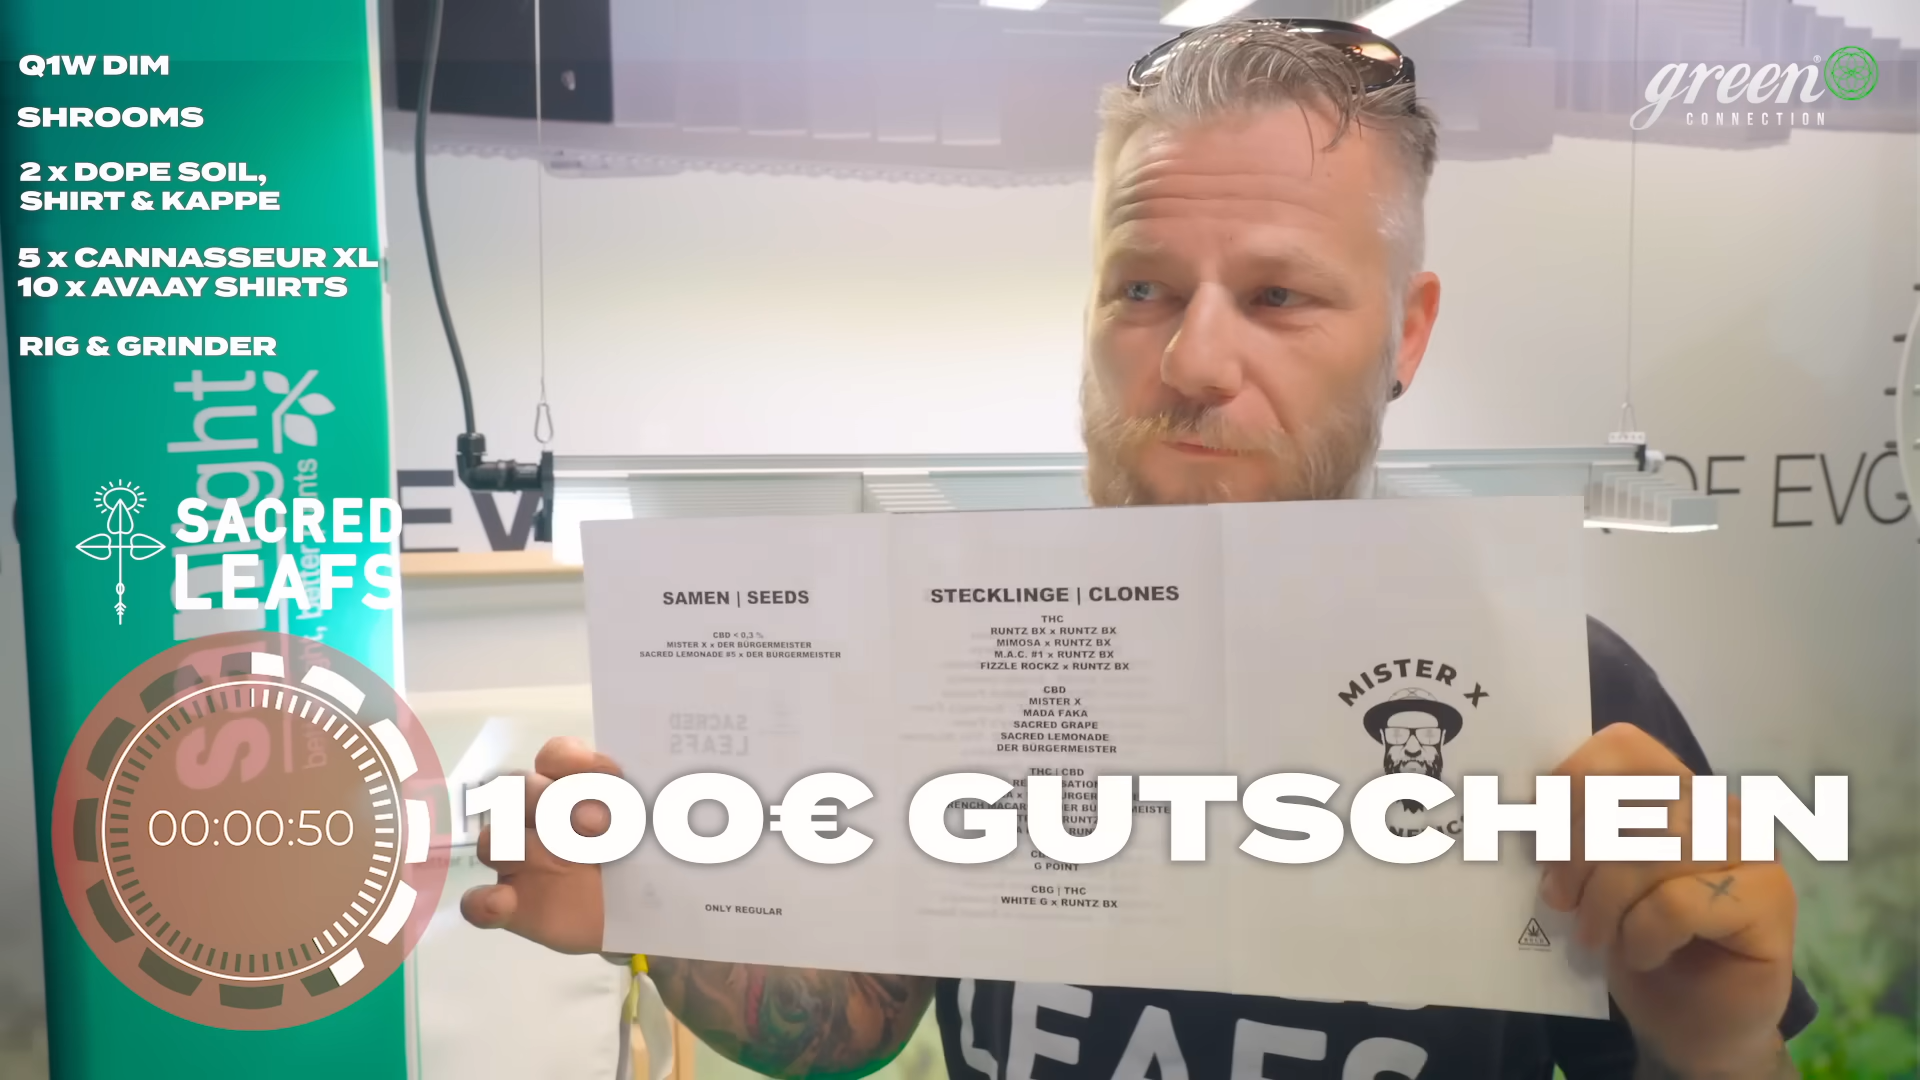 Q1W DIM
SHROOMS
2 x DOPE SOIL,
SHIRT & KAPPE
5 x CANNASSEUR XL
10 x AVAAY SHIRTS
RIG & GRINDER
green®
CONNECTION
SACRED
LEAFS
00:00:50
SAMEN | SEEDS
CBD < 0,3 %
MISTER X x DER BÜRGERMEISTER
SACRED LEMONADE #5 x DER BÜRGERMEISTER
ONLY REGULAR
STECKLINGE | CLONES
THC
RUNTZ BX x RUNTZ BX
MIMOSA x RUNTZ BX
M.A.C. #1 x RUNTZ BX
FIZZLE ROCKZ x RUNTZ BX
CBD
MISTER X
MADA FAKA
SACRED GRAPE
SACRED LEMONADE
DER BÜRGERMEISTER
THC | CBD
G POINT
CBG | THC
WHITE G x RUNTZ BX
MISTER X
100€ GUTSCHEIN
LEAFS